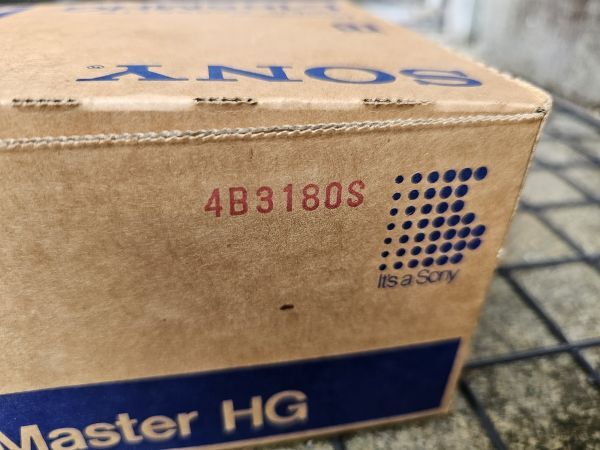 SONY
®
4B3180S
It's a Sony
Master HG